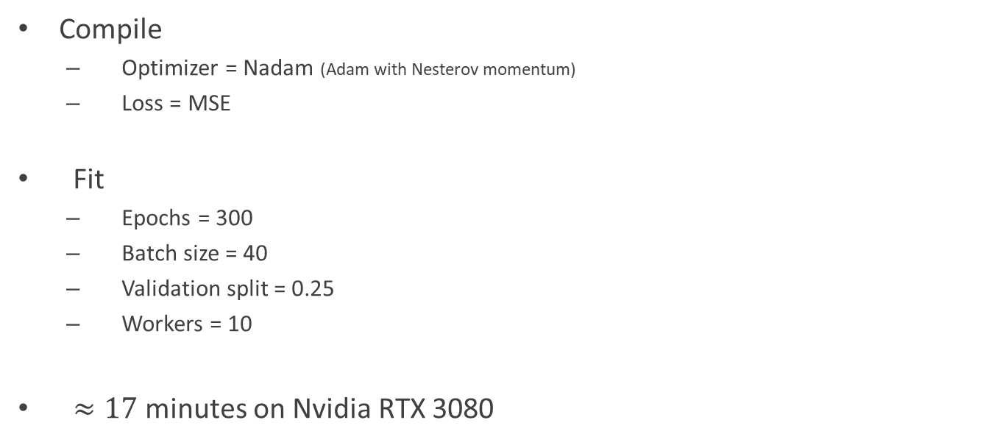 • Compile
– Optimizer = Nadam (Adam with Nesterov momentum)
– Loss = MSE
• Fit
– Epochs = 300
– Batch size = 40
– Validation split = 0.25
– Workers = 10
• ≈ 17 minutes on Nvidia RTX 3080